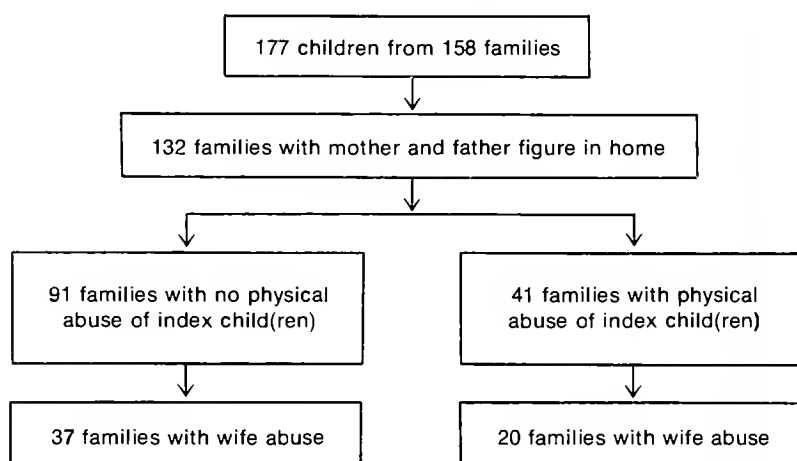 177 children from 158 families
132 families with mother and father figure in home
91 families with no physical
abuse of index child(ren)
41 families with physical
abuse of index child(ren)
37 families with wife abuse
20 families with wife abuse